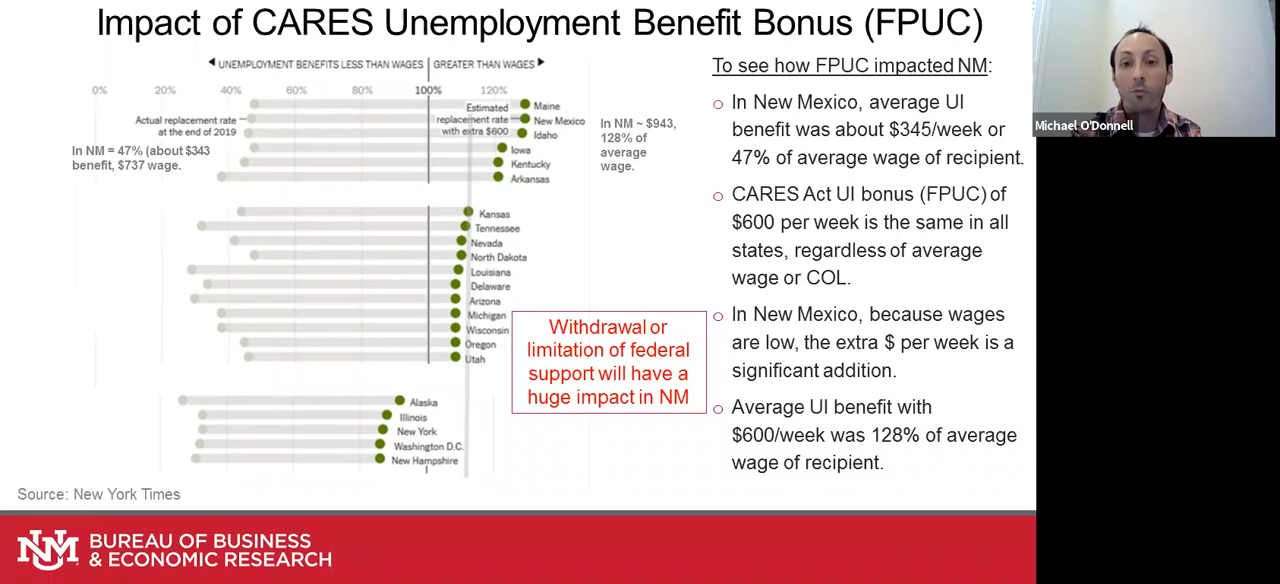 Impact of CARES Unemployment Benefit Bonus (FPUC)
◀ UNEMPLOYMENT BENEFITS LESS THAN WAGES | GREATER THAN WAGES ▶
0% 20% 40% 60% 80% 100% 120%
Actual replacement rate
at the end of 2019
Estimated
replacement rate
with extra $600
In NM = 47% (about $343
benefit, $737 wage.
In NM ~ $943,
128% of
average
wage.
Maine
New Mexico
Idaho
Iowa
Kentucky
Arkansas
Kansas
Tennessee
Nevada
North Dakota
Louisiana
Delaware
Arizona
Michigan
Wisconsin
Oregon
Utah
Alaska
Illinois
New York
Washington D.C.
New Hampshire
Withdrawal or
limitation of federal
support will have a
huge impact in NM
To see how FPUC impacted NM:
In New Mexico, average UI
benefit was about $345/week or
47% of average wage of recipient.
CARES Act UI bonus (FPUC) of
$600 per week is the same in all
states, regardless of average
wage or COL.
In New Mexico, because wages
are low, the extra $ per week is a
significant addition.
Average UI benefit with
$600/week was 128% of average
wage of recipient.
Source: New York Times
UNM
BUREAU OF BUSINESS
& ECONOMIC RESEARCH
Michael O'Donnell